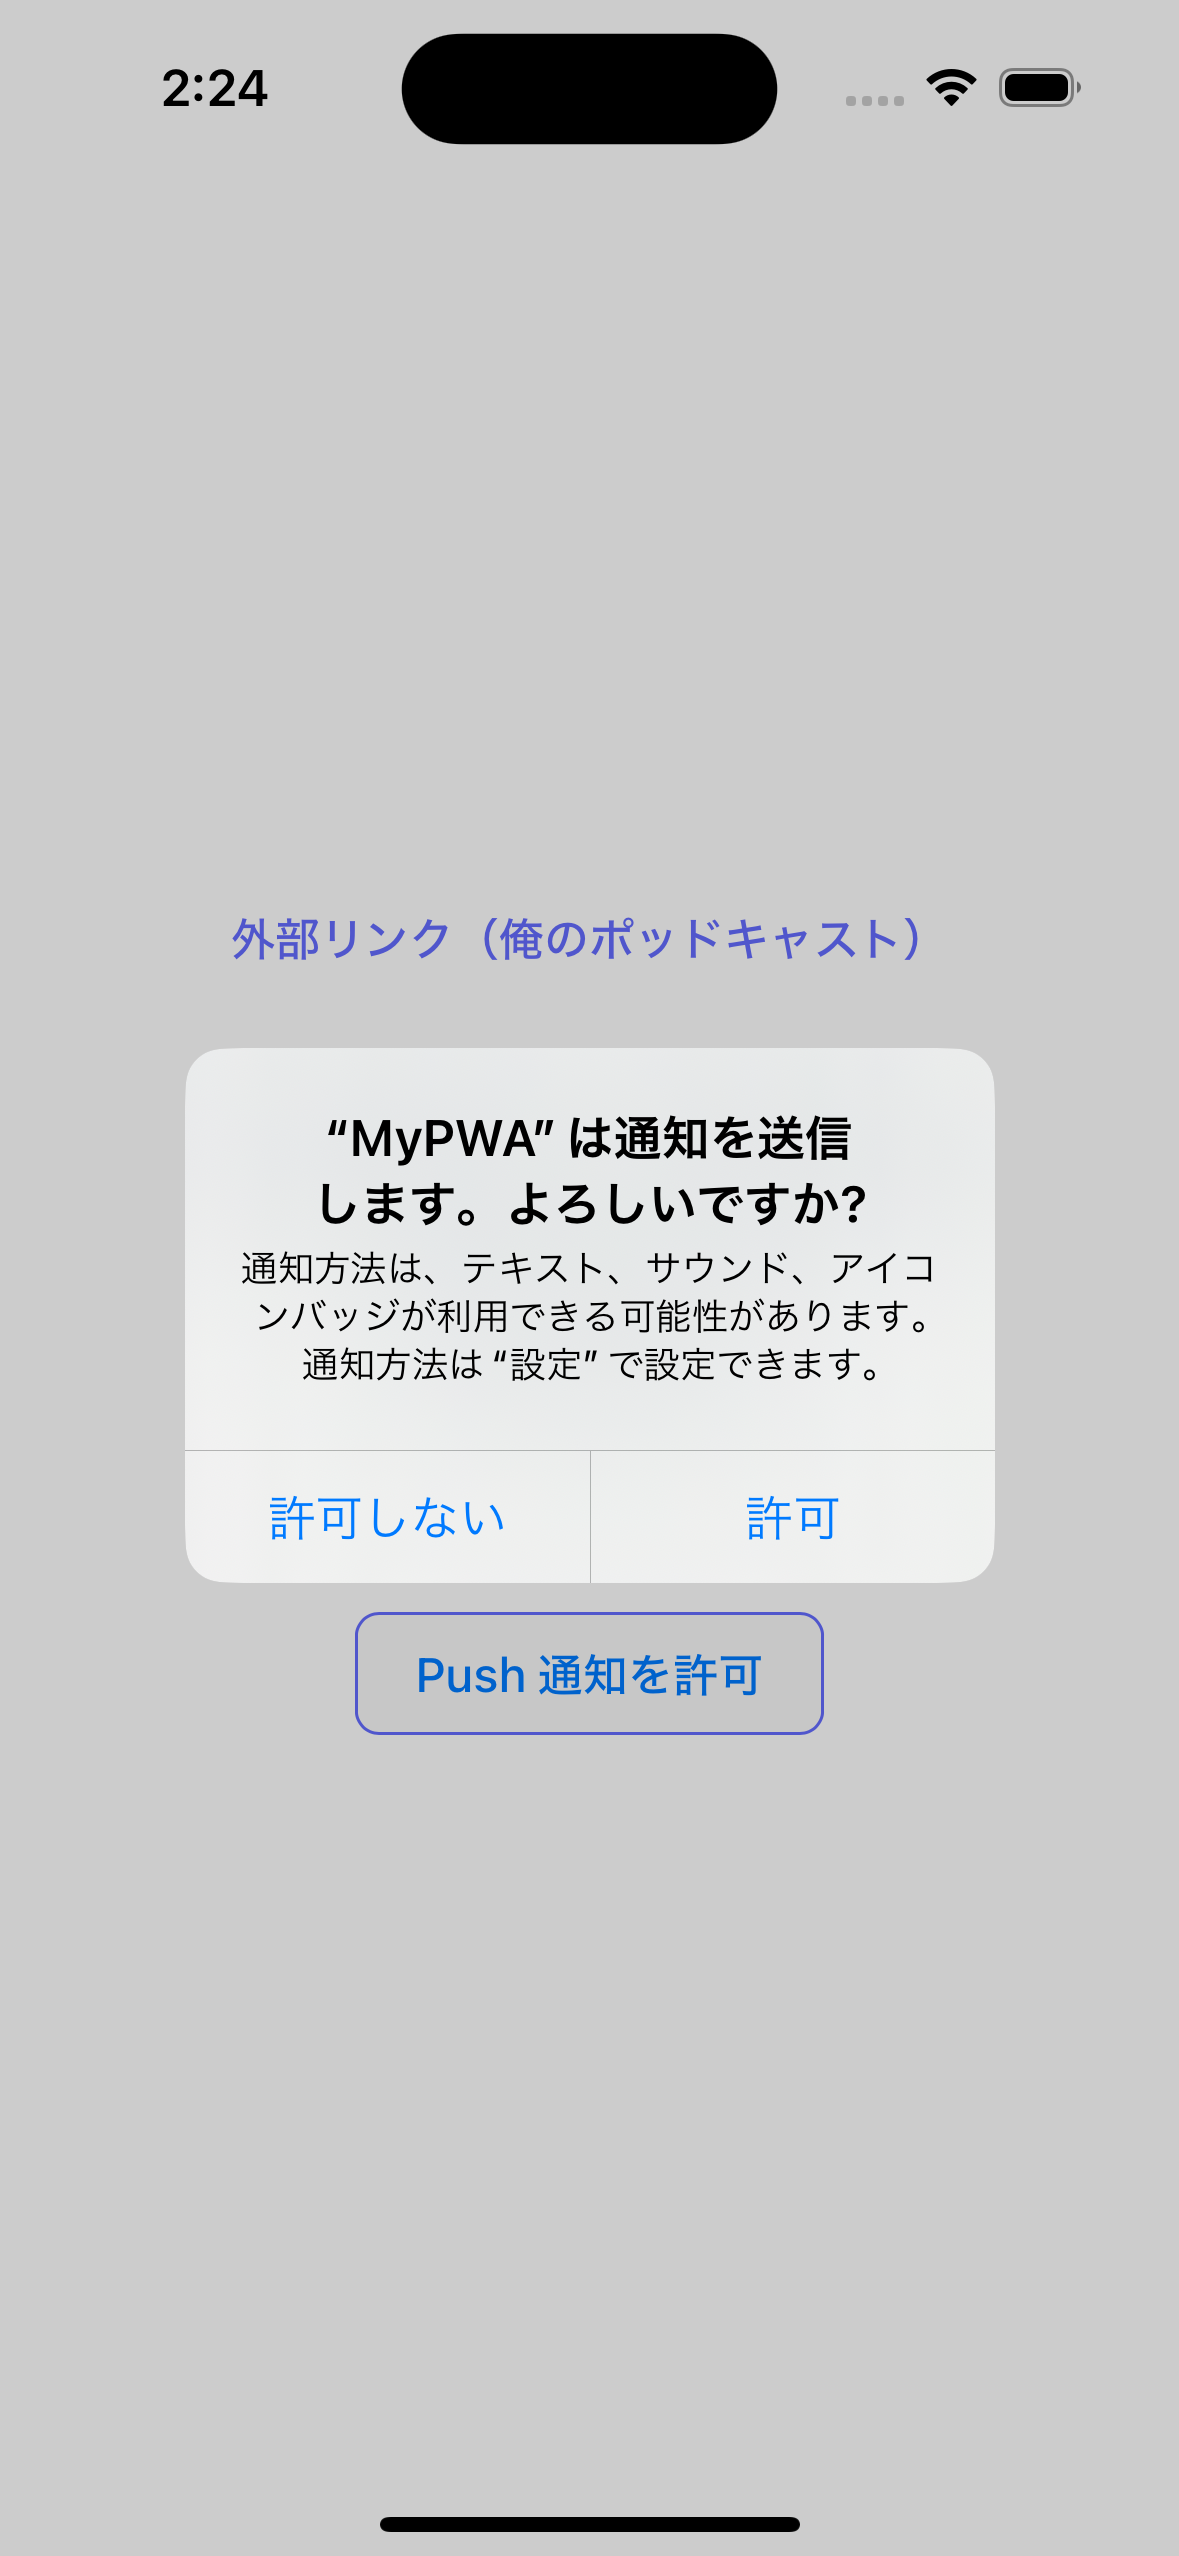 2:24
外部リンク（俺のポッドキャスト）
“MyPWA” は通知を送信
します。よろしいですか?
通知方法は、テキスト、サウンド、アイコ
ンバッジが利用できる可能性があります。
通知方法は “設定” で設定できます。
許可しない
許可
Push 通知を許可